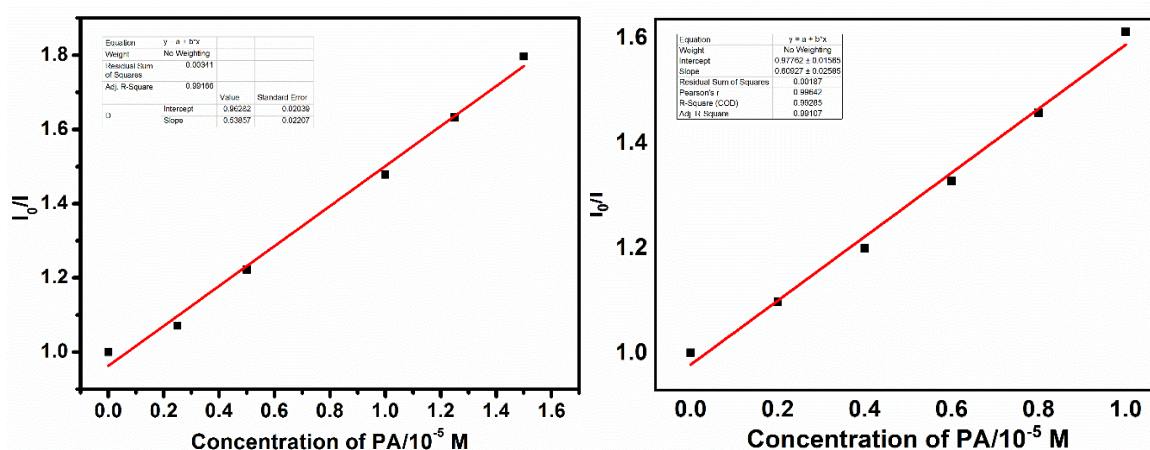 Equation y = a + b*x
Weight No Weighting
Residual Sum of Squares 0.00341
Adj. R-Square 0.99166
Value Standard Error
D Intercept 0.96282 0.02039
Slope 0.53857 0.02207
1.8
1.6
1.4
1.2
1.0
I0/I
0.0 0.2 0.4 0.6 0.8 1.0 1.2 1.4 1.6
Concentration of PA/10-5 M
Equation y = a + b*x
Weight No Weighting
Intercept 0.97762 ± 0.01565
Slope 0.60927 ± 0.02585
Residual Sum of Squares 0.00187
Pearson's r 0.99642
R-Square (COD) 0.99285
Adj. R Square 0.99107
1.6
1.4
1.2
1.0
I0/I
0.0 0.2 0.4 0.6 0.8 1.0
Concentration of PA/10-5 M